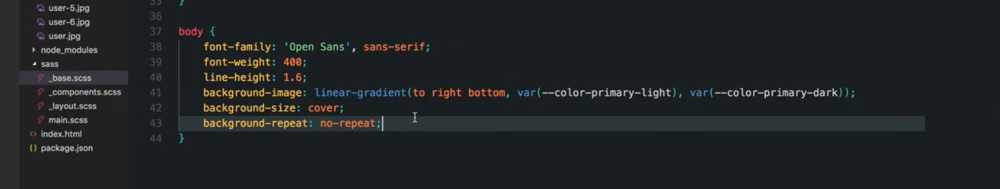 35 }
user-5.jpg
36
user-6.jpg
37 body {
user.jpg
38 font-family: 'Open Sans', sans-serif;
node_modules
39 font-weight: 400;
sass
40 line-height: 1.6;
_base.scss
41 background-image: linear-gradient(to right bottom, var(--color-primary-light), var(--color-primary-dark));
_components.scss
42 background-size: cover;
_layout.scss
43 background-repeat: no-repeat;
main.scss
44 }
index.html
{} package.json